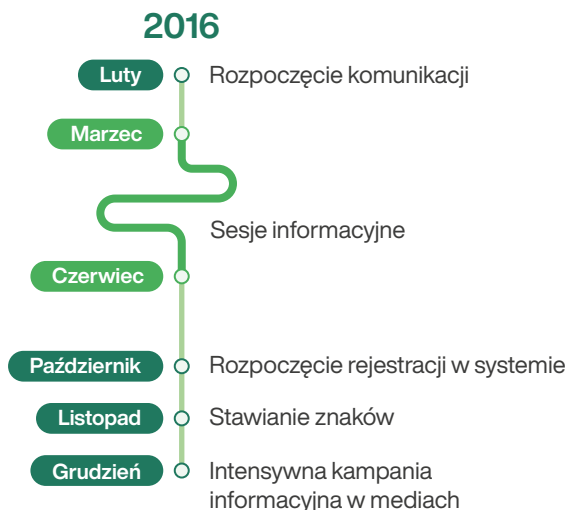 2016
Luty
Rozpoczęcie komunikacji
Marzec
Sesje informacyjne
Czerwiec
Październik
Rozpoczęcie rejestracji w systemie
Listopad
Stawianie znaków
Grudzień
Intensywna kampania
informacyjna w mediach